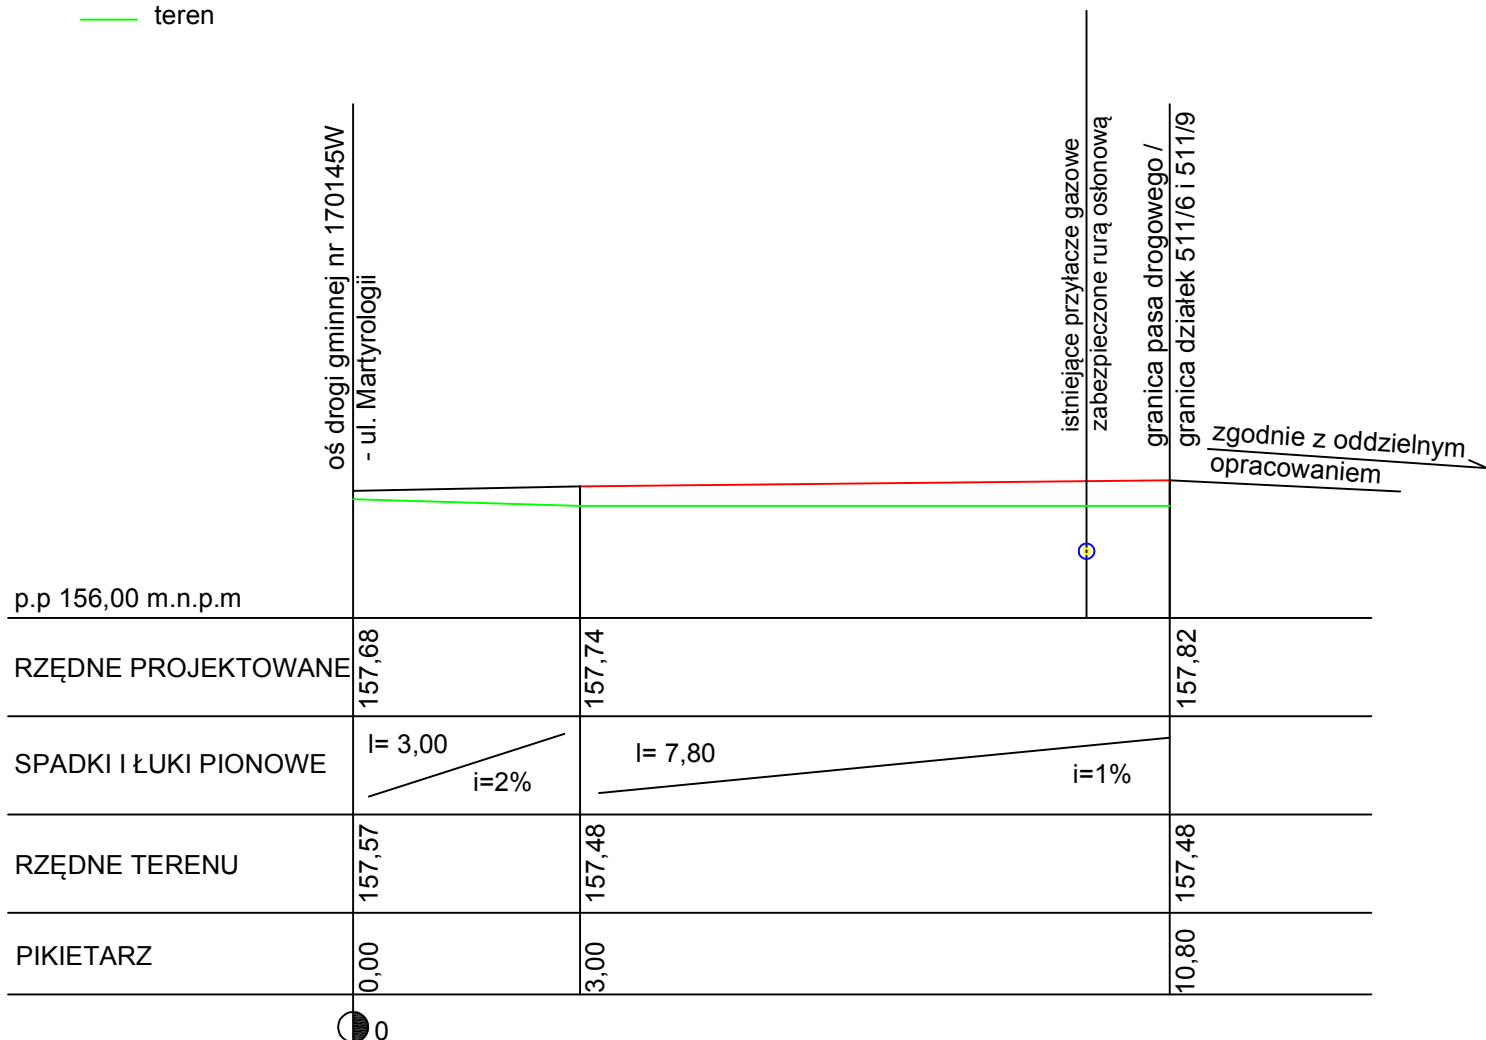 teren
oś drogi gminnej nr 170145W
- ul. Martyrologii
istniejące przyłacze gazowe
zabezpieczone rurą osłonową
granica pasa drogowego /
granica działek 511/6 i 511/9
zgodnie z oddzielnym
opracowaniem
p.p 156,00 m.n.p.m
RZĘDNE PROJEKTOWANE 157,68 157,74 157,82
SPADKI I ŁUKI PIONOWE l= 3,00 i=2% l= 7,80 i=1%
RZĘDNE TERENU 157,57 157,48 157,48
PIKIETARZ 0,00 3,00 10,80
0